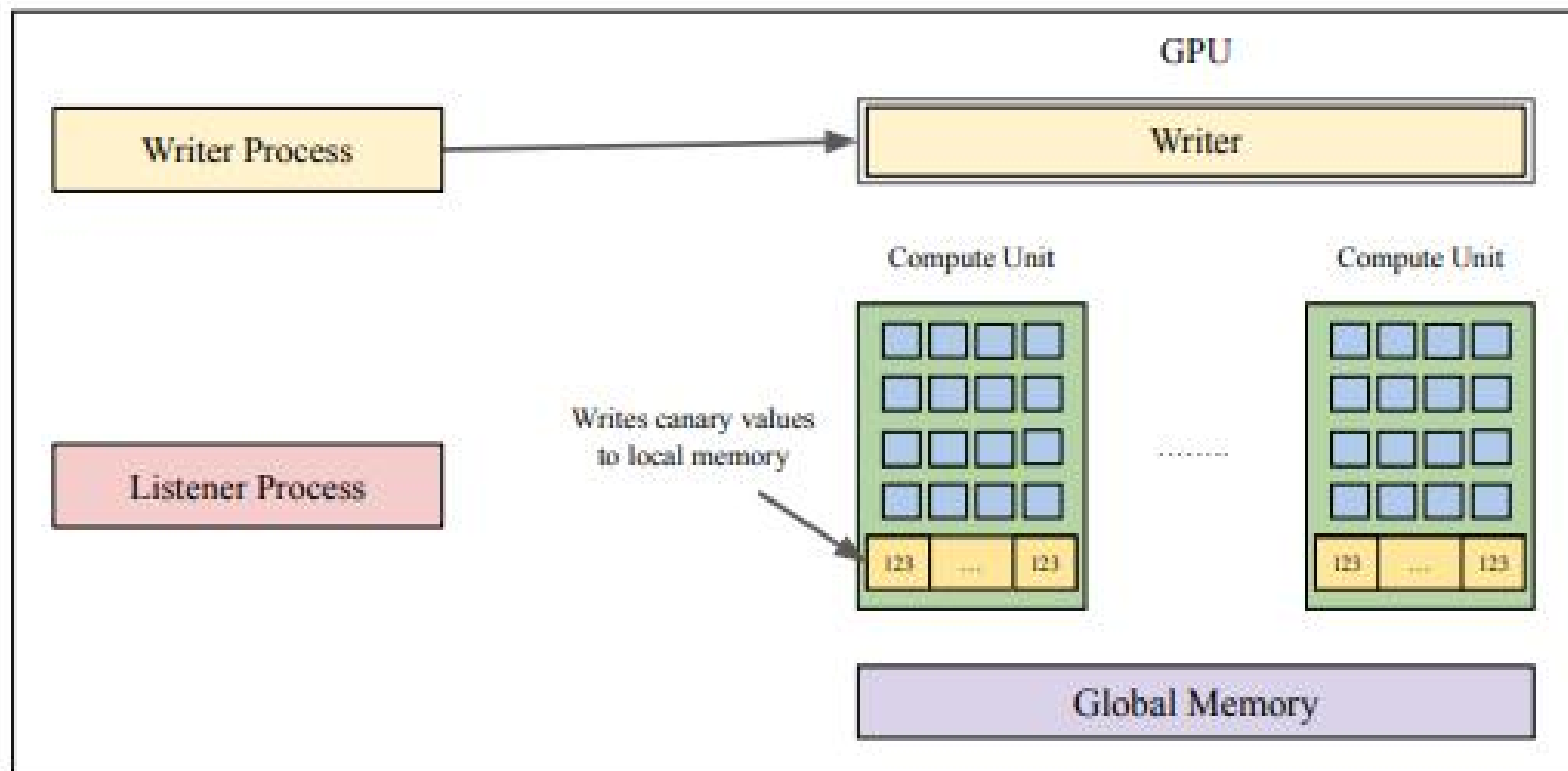 GPU
Writer Process
Writer
Compute Unit
Compute Unit
Writes canary values
to local memory
........
Listener Process
123 ... 123
123 ... 123
Global Memory